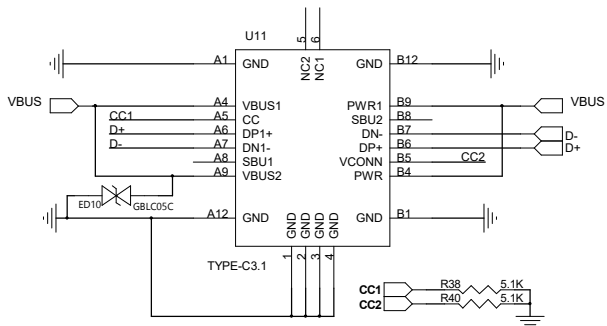 U11
5 6
NC2 NC1
A1 GND GND B12
VBUS A4 VBUS1 PWR1 B9 VBUS
CC1 A5 CC SBU2 B8
D+ A6 DP1+ DN- B7 D-
D- A7 DN1- DP+ B6 D+
A8 SBU1 VCONN B5 CC2
A9 VBUS2 PWR B4
ED10 GBLC05C
A12 GND GND B1
GND GND GND GND
1 2 3 4
TYPE-C3.1
CC1 R38 5.1K
CC2 R40 5.1K